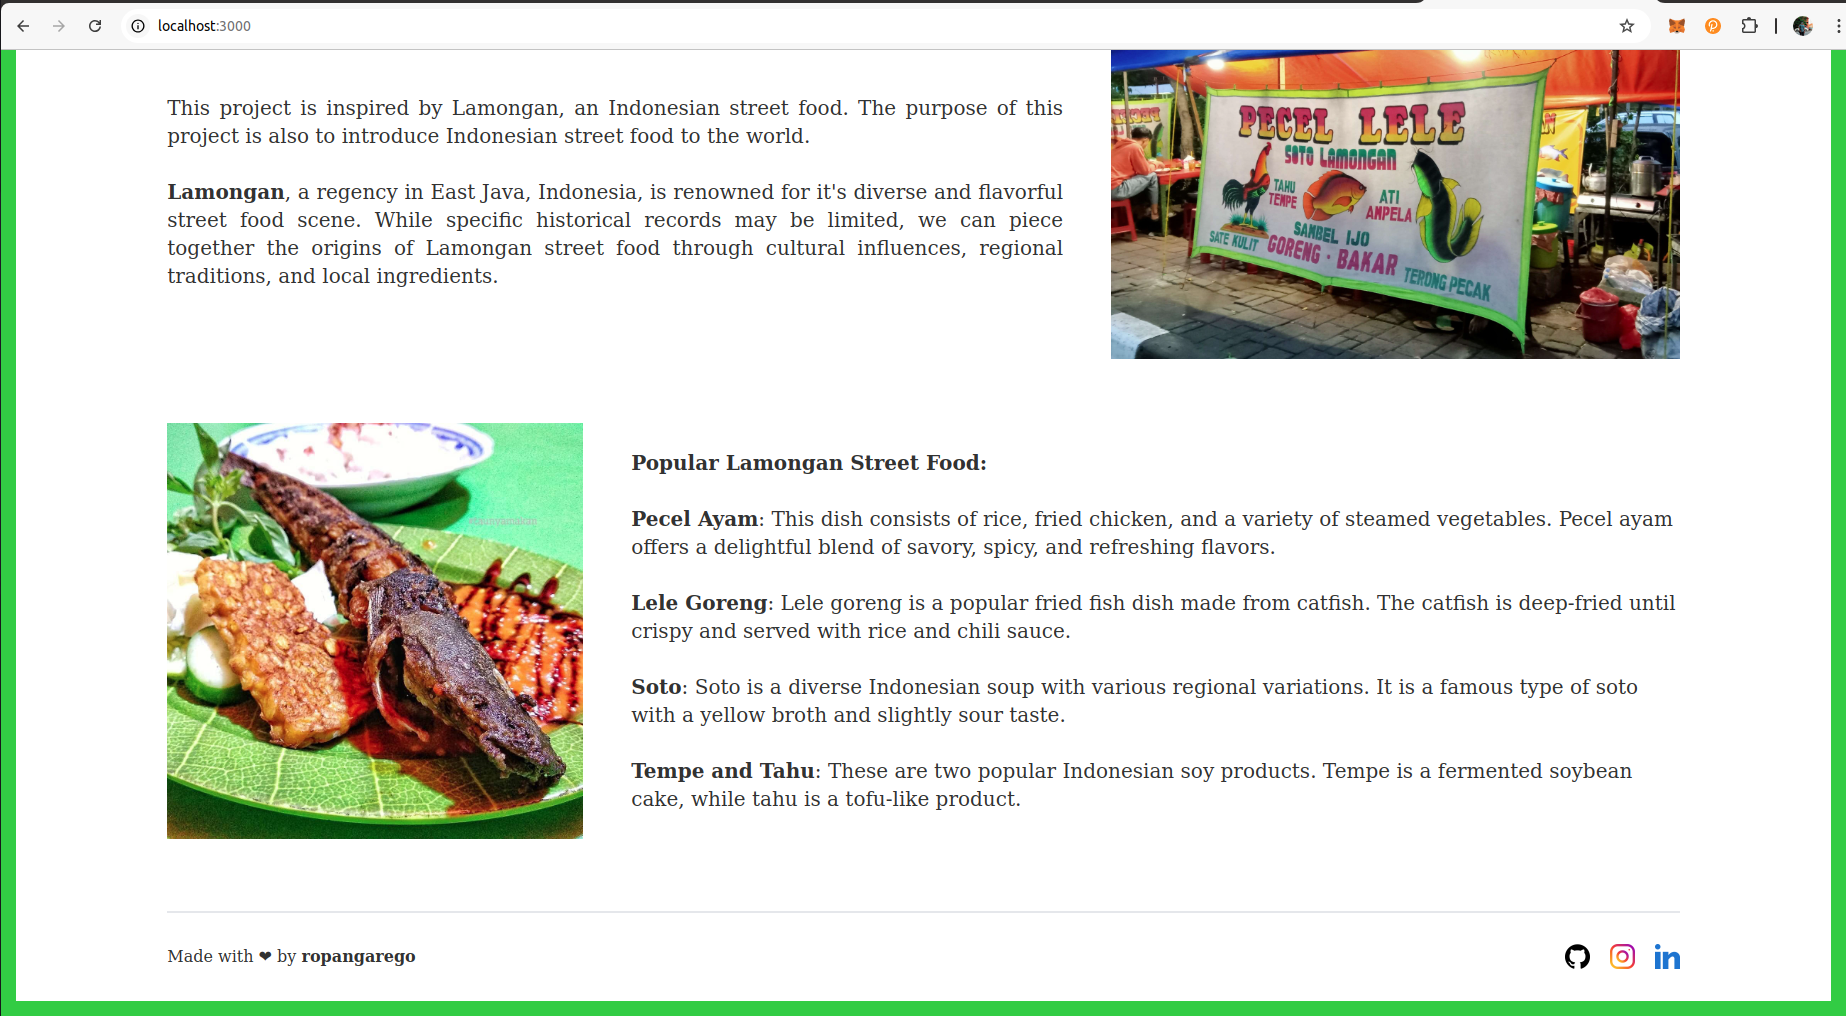 localhost:3000
This project is inspired by Lamongan, an Indonesian street food. The purpose of this
project is also to introduce Indonesian street food to the world.
Lamongan, a regency in East Java, Indonesia, is renowned for it's diverse and flavorful
street food scene. While specific historical records may be limited, we can piece
together the origins of Lamongan street food through cultural influences, regional
traditions, and local ingredients.
PECEL LELE
SOTO LAMONGAN
TAHU
TEMPE
ATI
AMPELA
SAMBEL IJO
SATE KULIT GORENG • BAKAR TERONG PECAK
Popular Lamongan Street Food:
Pecel Ayam: This dish consists of rice, fried chicken, and a variety of steamed vegetables. Pecel ayam
offers a delightful blend of savory, spicy, and refreshing flavors.
Lele Goreng: Lele goreng is a popular fried fish dish made from catfish. The catfish is deep-fried until
crispy and served with rice and chili sauce.
Soto: Soto is a diverse Indonesian soup with various regional variations. It is a famous type of soto
with a yellow broth and slightly sour taste.
Tempe and Tahu: These are two popular Indonesian soy products. Tempe is a fermented soybean
cake, while tahu is a tofu-like product.
Made with ❤ by ropangarego
in